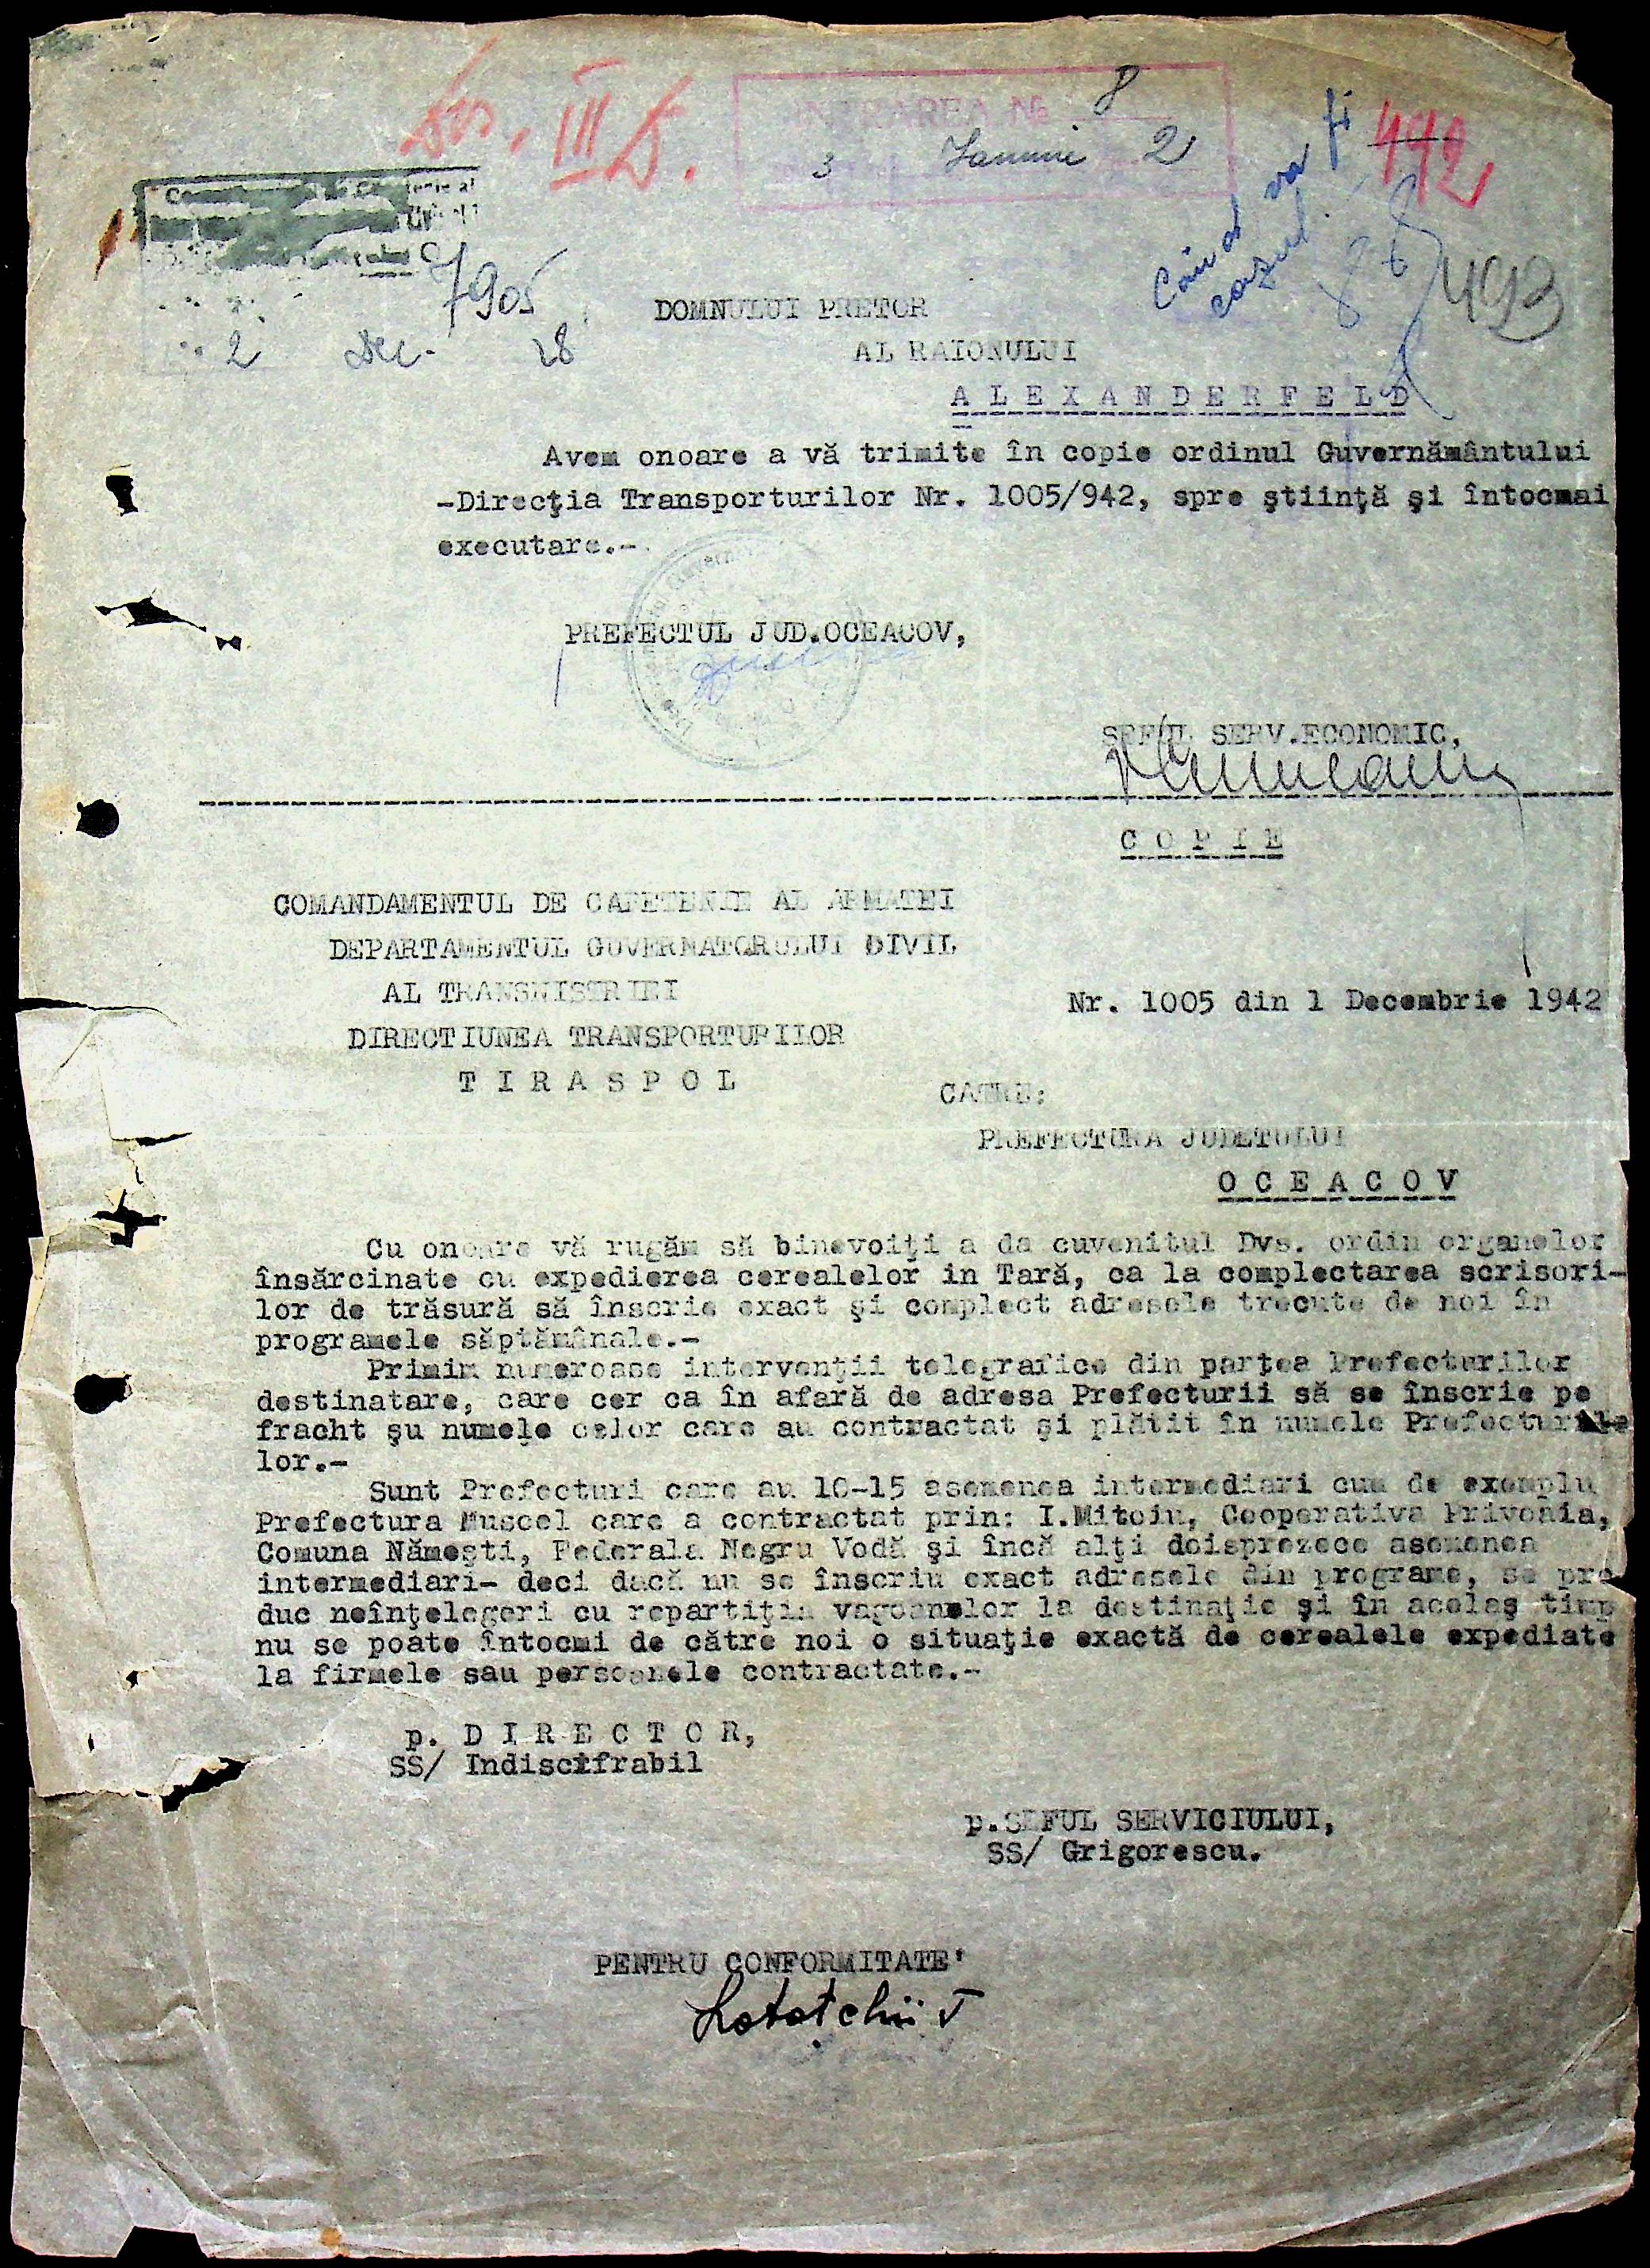 III
INTRAREA No 8
3 Ianuarie 2
Când va fi
cazul.
492
493
7905
2 Dec. 28
DOMNULUI PRETOR
AL RAIONULUI
A L E X A N D E R F E L D
Avem onoare a vă trimite în copie ordinul Guvernământului
-Direcţia Transporturilor Nr. 1005/942, spre ştiinţă şi întocmai
executare.-
PREFECTUL JUD.OCEACOV,
SEFUL SERV.ECONOMIC,
C O P I E
COMANDAMENTUL DE CAPETENIE AL ARMATEI
DEPARTAMENTUL GUVERNATORULUI DIVIL
AL TRANSNISTRIEI
Nr. 1005 din 1 Decembrie 1942
DIRECTIUNEA TRANSPORTURILOR
T I R A S P O L
CATRE:
PREFECTURA JUDETULUI
O C E A C O V
Cu onoare vă rugăm să binevoiţi a da cuvenitul Dvs. ordin organelor
însărcinate cu expedierea cerealelor in Tară, ca la complectarea scrisori-
lor de trăsură să înscrie exact şi complect adresele trecute de noi în
programele săptămânale.-
Primim numeroase intervenţii telegrafice din partea Prefecturilor
destinatare, care cer ca în afară de adresa Prefecturii să se înscrie pe
fracht şu numele celor care au contractat şi plătit în numele Prefecturi
lor.-
Sunt Prefecturi care au 10-15 asemenea intermediari cum de exemplu
Prefectura Muscel care a contractat prin: I.Mitoiu, Cooperativa Privoaia,
Comuna Nămeşti, Federala Negru Vodă şi încă alţi doisprezece asemenea
intermediari- deci dacă nu se înscriu exact adresele din programe, se pro
duc neînţelegeri cu repartiţia vagoanelor la destinaţie şi în acelaş timp
nu se poate întocmi de către noi o situaţie exactă de cerealele expediate
la firmele sau persoanele contractate.-
p. D I R E C T O R,
SS/ Indiscifrabil
p.SEFUL SERVICIULUI,
SS/ Grigorescu.
PENTRU CONFORMITATE'